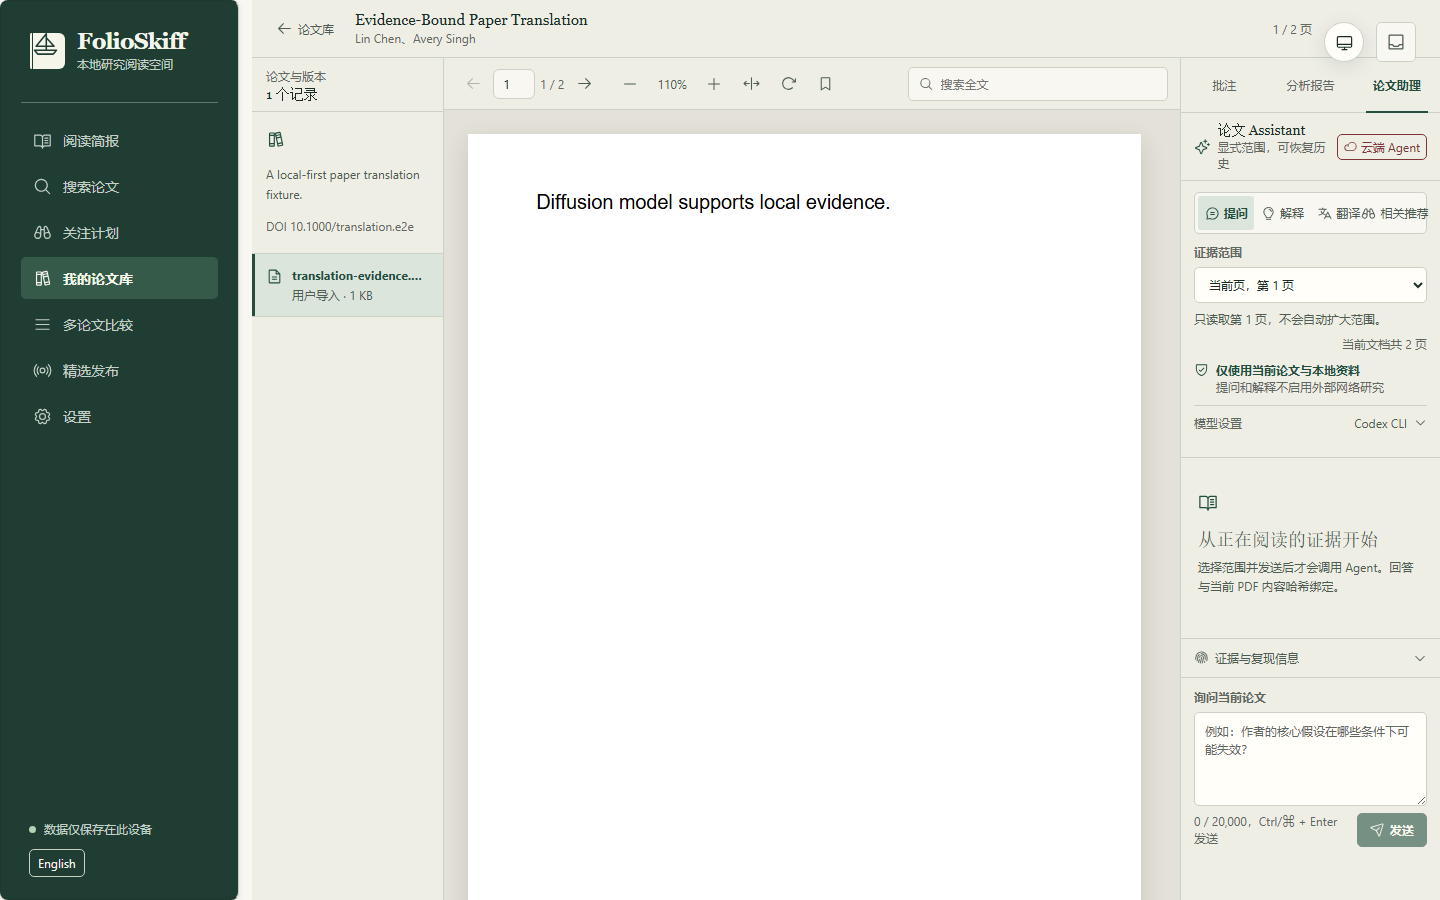 FolioSkiff
本地研究阅读空间
阅读简报
搜索论文
关注计划
我的论文库
多论文比较
精选发布
设置
数据仅保存在此设备
English
论文库
Evidence-Bound Paper Translation
Lin Chen、Avery Singh
1 / 2 页
论文与版本
1 个记录
A local-first paper translation
fixture.
DOI 10.1000/translation.e2e
translation-evidence....
用户导入 · 1 KB
1
1 / 2
110%
搜索全文
Diffusion model supports local evidence.
批注
分析报告
论文助理
论文 Assistant
显式范围，可恢复历
史
云端 Agent
提问
解释
翻译
相关推荐
证据范围
当前页，第 1 页
只读取第 1 页，不会自动扩大范围。
当前文档共 2 页
仅使用当前论文与本地资料
提问和解释不启用外部网络研究
模型设置
Codex CLI
从正在阅读的证据开始
选择范围并发送后才会调用 Agent。回答
与当前 PDF 内容哈希绑定。
证据与复现信息
询问当前论文
例如：作者的核心假设在哪些条件下可
能失效？
0 / 20,000，Ctrl/⌘ + Enter
发送
发送